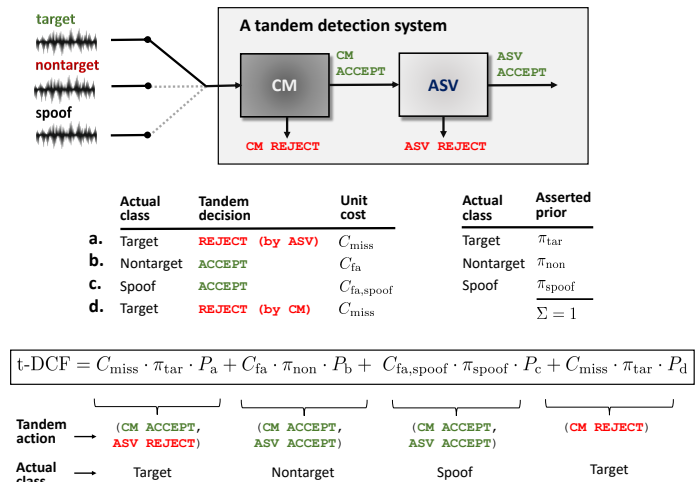 target
A tandem detection system
nontarget
CM ACCEPT
ASV ACCEPT
CM
ASV
spoof
CM REJECT
ASV REJECT
Actual class Tandem decision Unit cost Actual class Asserted prior
a. Target REJECT (by ASV) C_miss Target π_tar
b. Nontarget ACCEPT C_fa Nontarget π_non
c. Spoof ACCEPT C_fa,spoof Spoof π_spoof
d. Target REJECT (by CM) C_miss Σ = 1
t-DCF = C_miss · π_tar · P_a + C_fa · π_non · P_b + C_fa,spoof · π_spoof · P_c + C_miss · π_tar · P_d
Tandem action (CM ACCEPT, ASV REJECT) (CM ACCEPT, ASV ACCEPT) (CM ACCEPT, ASV ACCEPT) (CM REJECT)
Actual class Target Nontarget Spoof Target